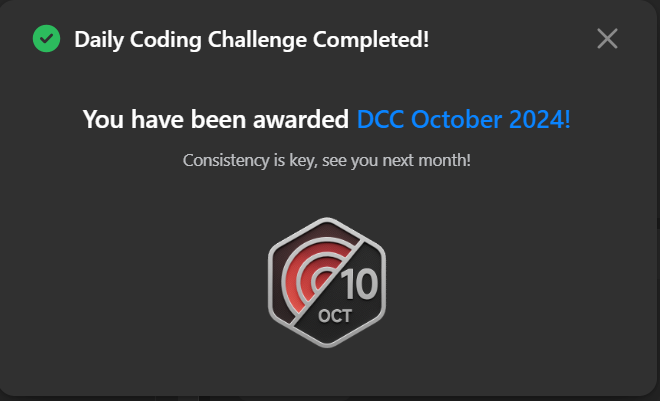 Daily Coding Challenge Completed!
You have been awarded DCC October 2024!
Consistency is key, see you next month!
10
OCT